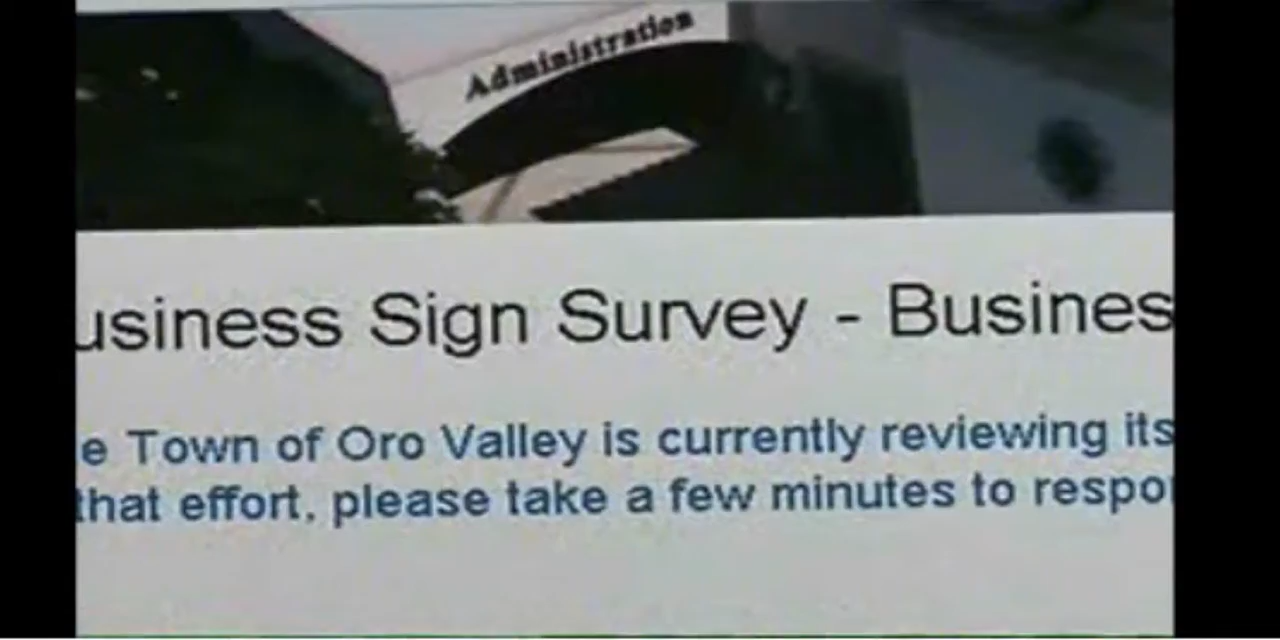 Administration
usiness Sign Survey - Busines
e Town of Oro Valley is currently reviewing its
that effort, please take a few minutes to respo